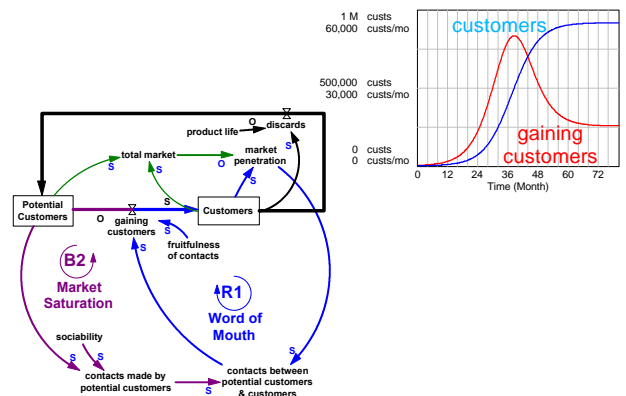 product life
O
discards
S
total market
S
S
O
market
penetration
S
Potential
Customers
O
gaining
customers
S
S
Customers
fruitfulness
of contacts
B2
Market
Saturation
R1
Word of
Mouth
sociability
S
S
contacts made by
potential customers
S
S
contacts between
potential customers
& customers
1 M custs
60,000 custs/mo
500,000 custs
30,000 custs/mo
0 custs
0 custs/mo
customers
gaining
customers
0 12 24 36 48 60 72
Time (Month)